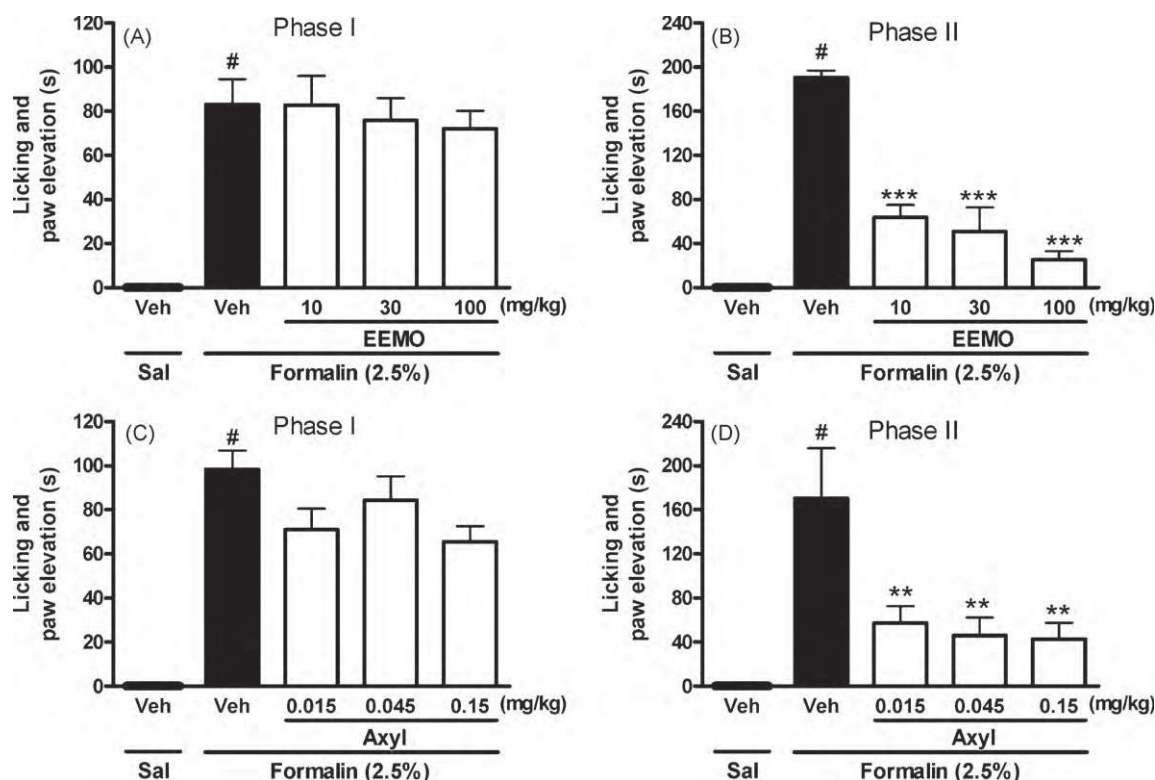 (A) Phase I
Licking and
paw elevation (s)
120
100
80
60
40
20
0
#
Veh Veh 10 30 100 (mg/kg)
EEMO
Sal Formalin (2.5%)
(B) Phase II
Licking and
paw elevation (s)
240
200
160
120
80
40
0
#
***
***
***
Veh Veh 10 30 100 (mg/kg)
EEMO
Sal Formalin (2.5%)
(C) Phase I
Licking and
paw elevation (s)
120
100
80
60
40
20
0
#
Veh Veh 0.015 0.045 0.15 (mg/kg)
Axyl
Sal Formalin (2.5%)
(D) Phase II
Licking and
paw elevation (s)
240
200
160
120
80
40
0
#
** ** **
Veh Veh 0.015 0.045 0.15 (mg/kg)
Axyl
Sal Formalin (2.5%)